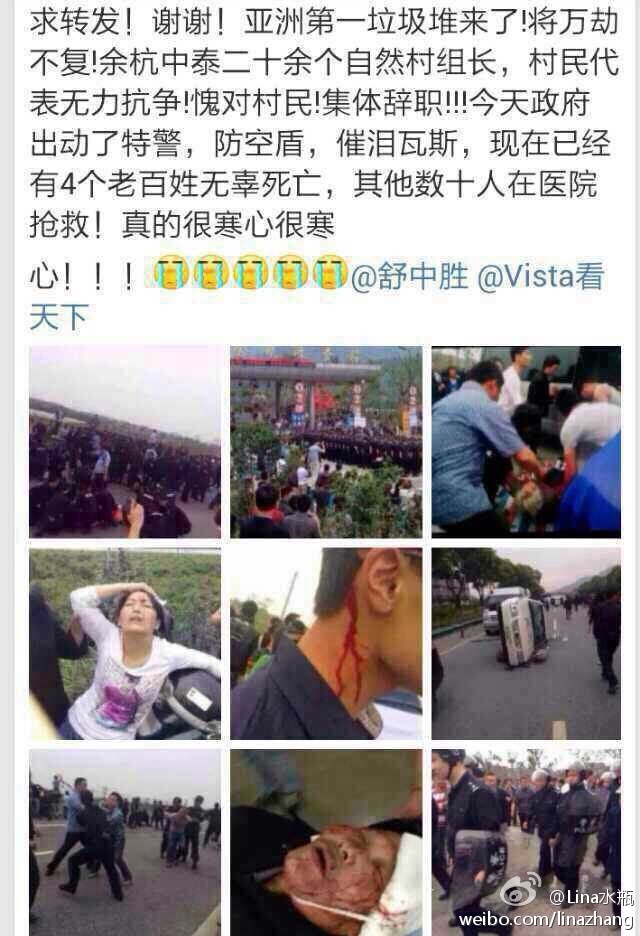 求转发！谢谢！亚洲第一垃圾堆来了!将万劫
不复!余杭中泰二十余个自然村组长，村民代
表无力抗争!愧对村民!集体辞职!!!今天政府
出动了特警，防空盾，催泪瓦斯，现在已经
有4个老百姓无辜死亡，其他数十人在医院
抢救！真的很寒心很寒
心！！！@舒中胜 @Vista看
天下
@Lina水瓶
weibo.com/linazhang